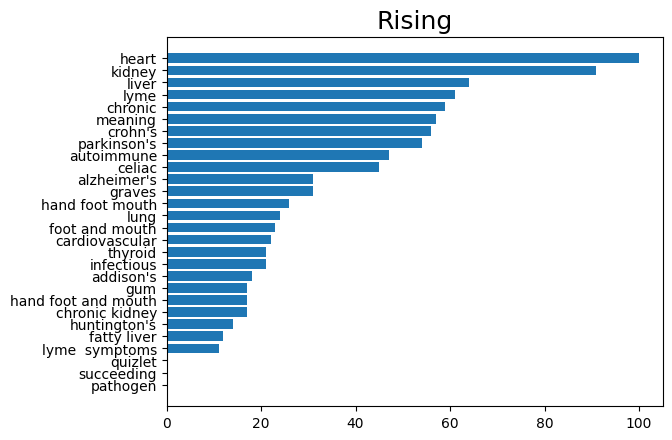 Rising
heart
kidney
liver
lyme
chronic
meaning
crohn's
parkinson's
autoimmune
celiac
alzheimer's
graves
hand foot mouth
lung
foot and mouth
cardiovascular
thyroid
infectious
addison's
gum
hand foot and mouth
chronic kidney
huntington's
fatty liver
lyme  symptoms
quizlet
succeeding
pathogen
0 20 40 60 80 100